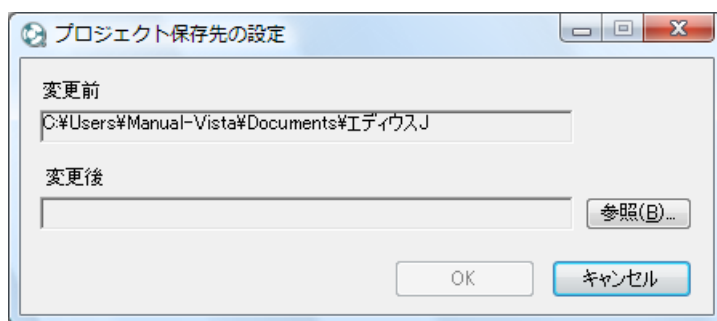 プロジェクト保存先の設定
変更前
C:¥Users¥Manual-Vista¥Documents¥エディウスJ
変更後
参照(B)...
OK
キャンセル